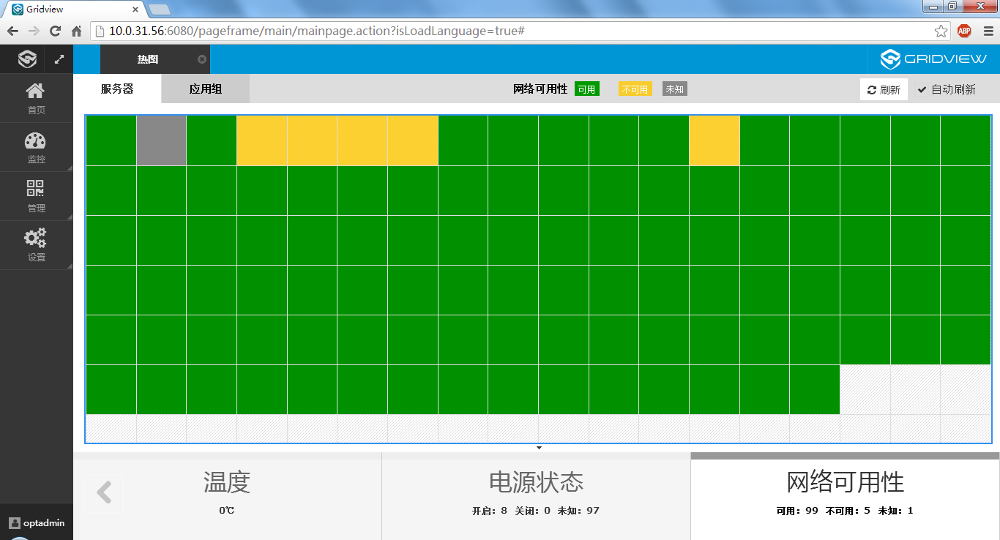 Gridview
10.0.31.56:6080/pageframe/main/mainpage.action?isLoadLanguage=true#
ABP
热图
GRIDVIEW
服务器
应用组
网络可用性 可用 不可用 未知
刷新
自动刷新
首页
监控
管理
设置
温度
0℃
电源状态
开启: 8 关闭: 0 未知: 97
网络可用性
可用: 99 不可用: 5 未知: 1
optadmin